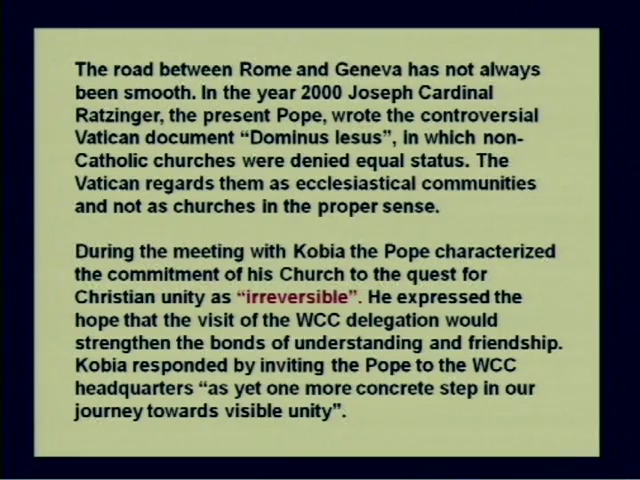 The road between Rome and Geneva has not always
been smooth. In the year 2000 Joseph Cardinal
Ratzinger, the present Pope, wrote the controversial
Vatican document “Dominus Iesus”, in which non-
Catholic churches were denied equal status. The
Vatican regards them as ecclesiastical communities
and not as churches in the proper sense.
During the meeting with Kobia the Pope characterized
the commitment of his Church to the quest for
Christian unity as “irreversible”. He expressed the
hope that the visit of the WCC delegation would
strengthen the bonds of understanding and friendship.
Kobia responded by inviting the Pope to the WCC
headquarters “as yet one more concrete step in our
journey towards visible unity”.